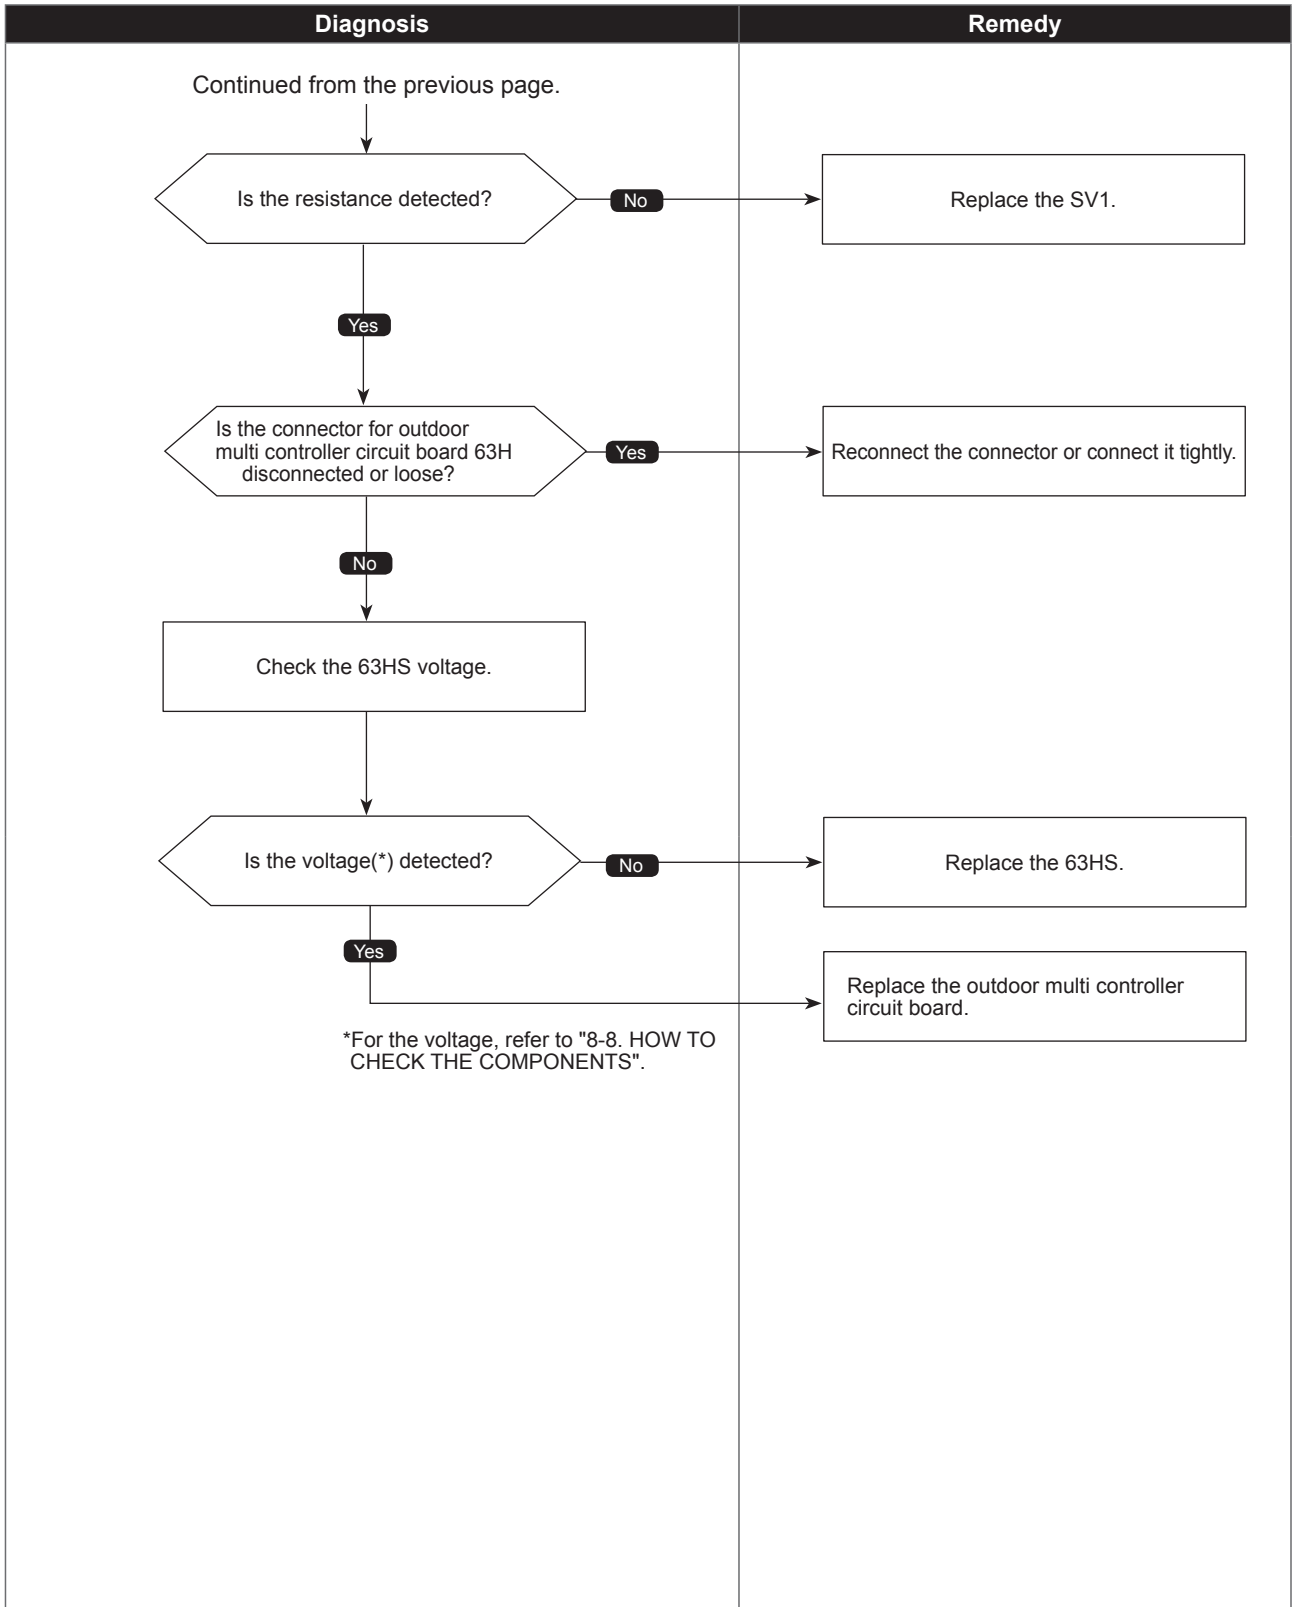 Diagnosis
Remedy
Continued from the previous page.
Is the resistance detected?
No
Replace the SV1.
Yes
Is the connector for outdoor
multi controller circuit board 63H
disconnected or loose?
Yes
Reconnect the connector or connect it tightly.
No
Check the 63HS voltage.
Is the voltage(*) detected?
No
Replace the 63HS.
Yes
Replace the outdoor multi controller
circuit board.
*For the voltage, refer to "8-8. HOW TO
CHECK THE COMPONENTS".